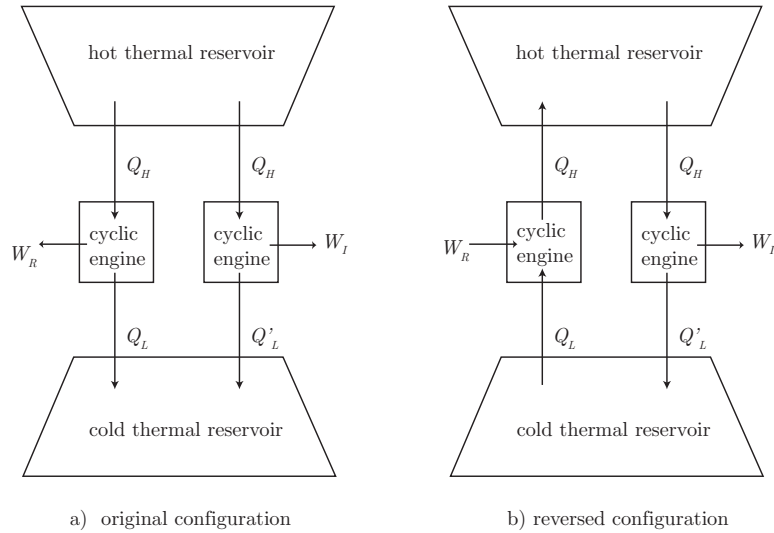 hot thermal reservoir
Q_H
Q_H
cyclic
engine
W_R
cyclic
engine
W_I
Q_L
Q'_L
cold thermal reservoir
a) original configuration
hot thermal reservoir
Q_H
Q_H
cyclic
engine
W_R
cyclic
engine
W_I
Q_L
Q'_L
cold thermal reservoir
b) reversed configuration